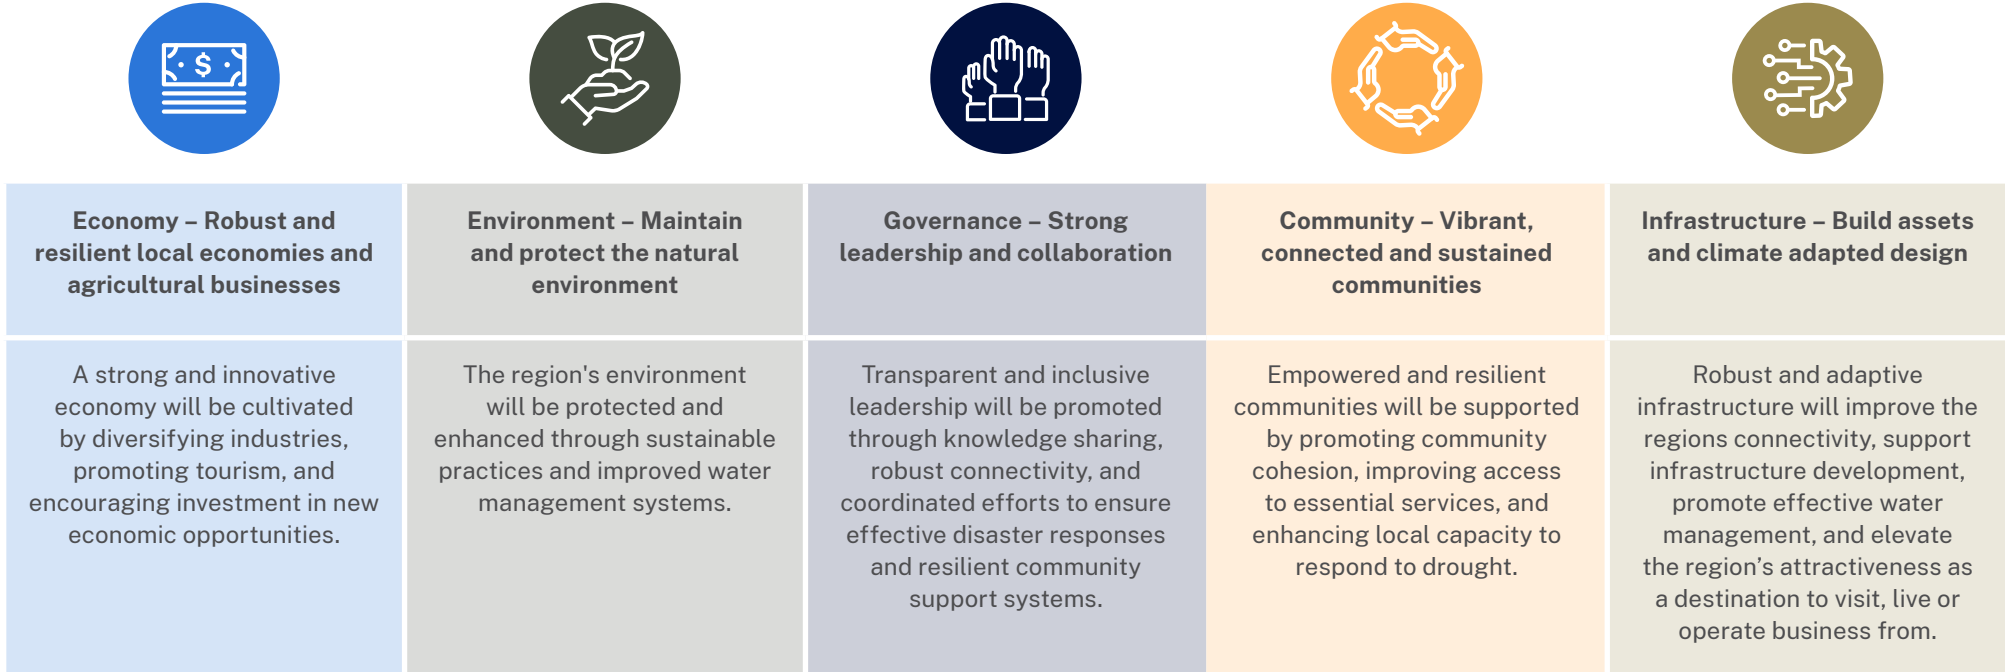 $
Economy – Robust and
resilient local economies and
agricultural businesses
A strong and innovative
economy will be cultivated
by diversifying industries,
promoting tourism, and
encouraging investment in new
economic opportunities.
Environment – Maintain
and protect the natural
environment
The region's environment
will be protected and
enhanced through sustainable
practices and improved water
management systems.
Governance – Strong
leadership and collaboration
Transparent and inclusive
leadership will be promoted
through knowledge sharing,
robust connectivity, and
coordinated efforts to ensure
effective disaster responses
and resilient community
support systems.
Community – Vibrant,
connected and sustained
communities
Empowered and resilient
communities will be supported
by promoting community
cohesion, improving access
to essential services, and
enhancing local capacity to
respond to drought.
Infrastructure – Build assets
and climate adapted design
Robust and adaptive
infrastructure will improve the
regions connectivity, support
infrastructure development,
promote effective water
management, and elevate
the region’s attractiveness as
a destination to visit, live or
operate business from.